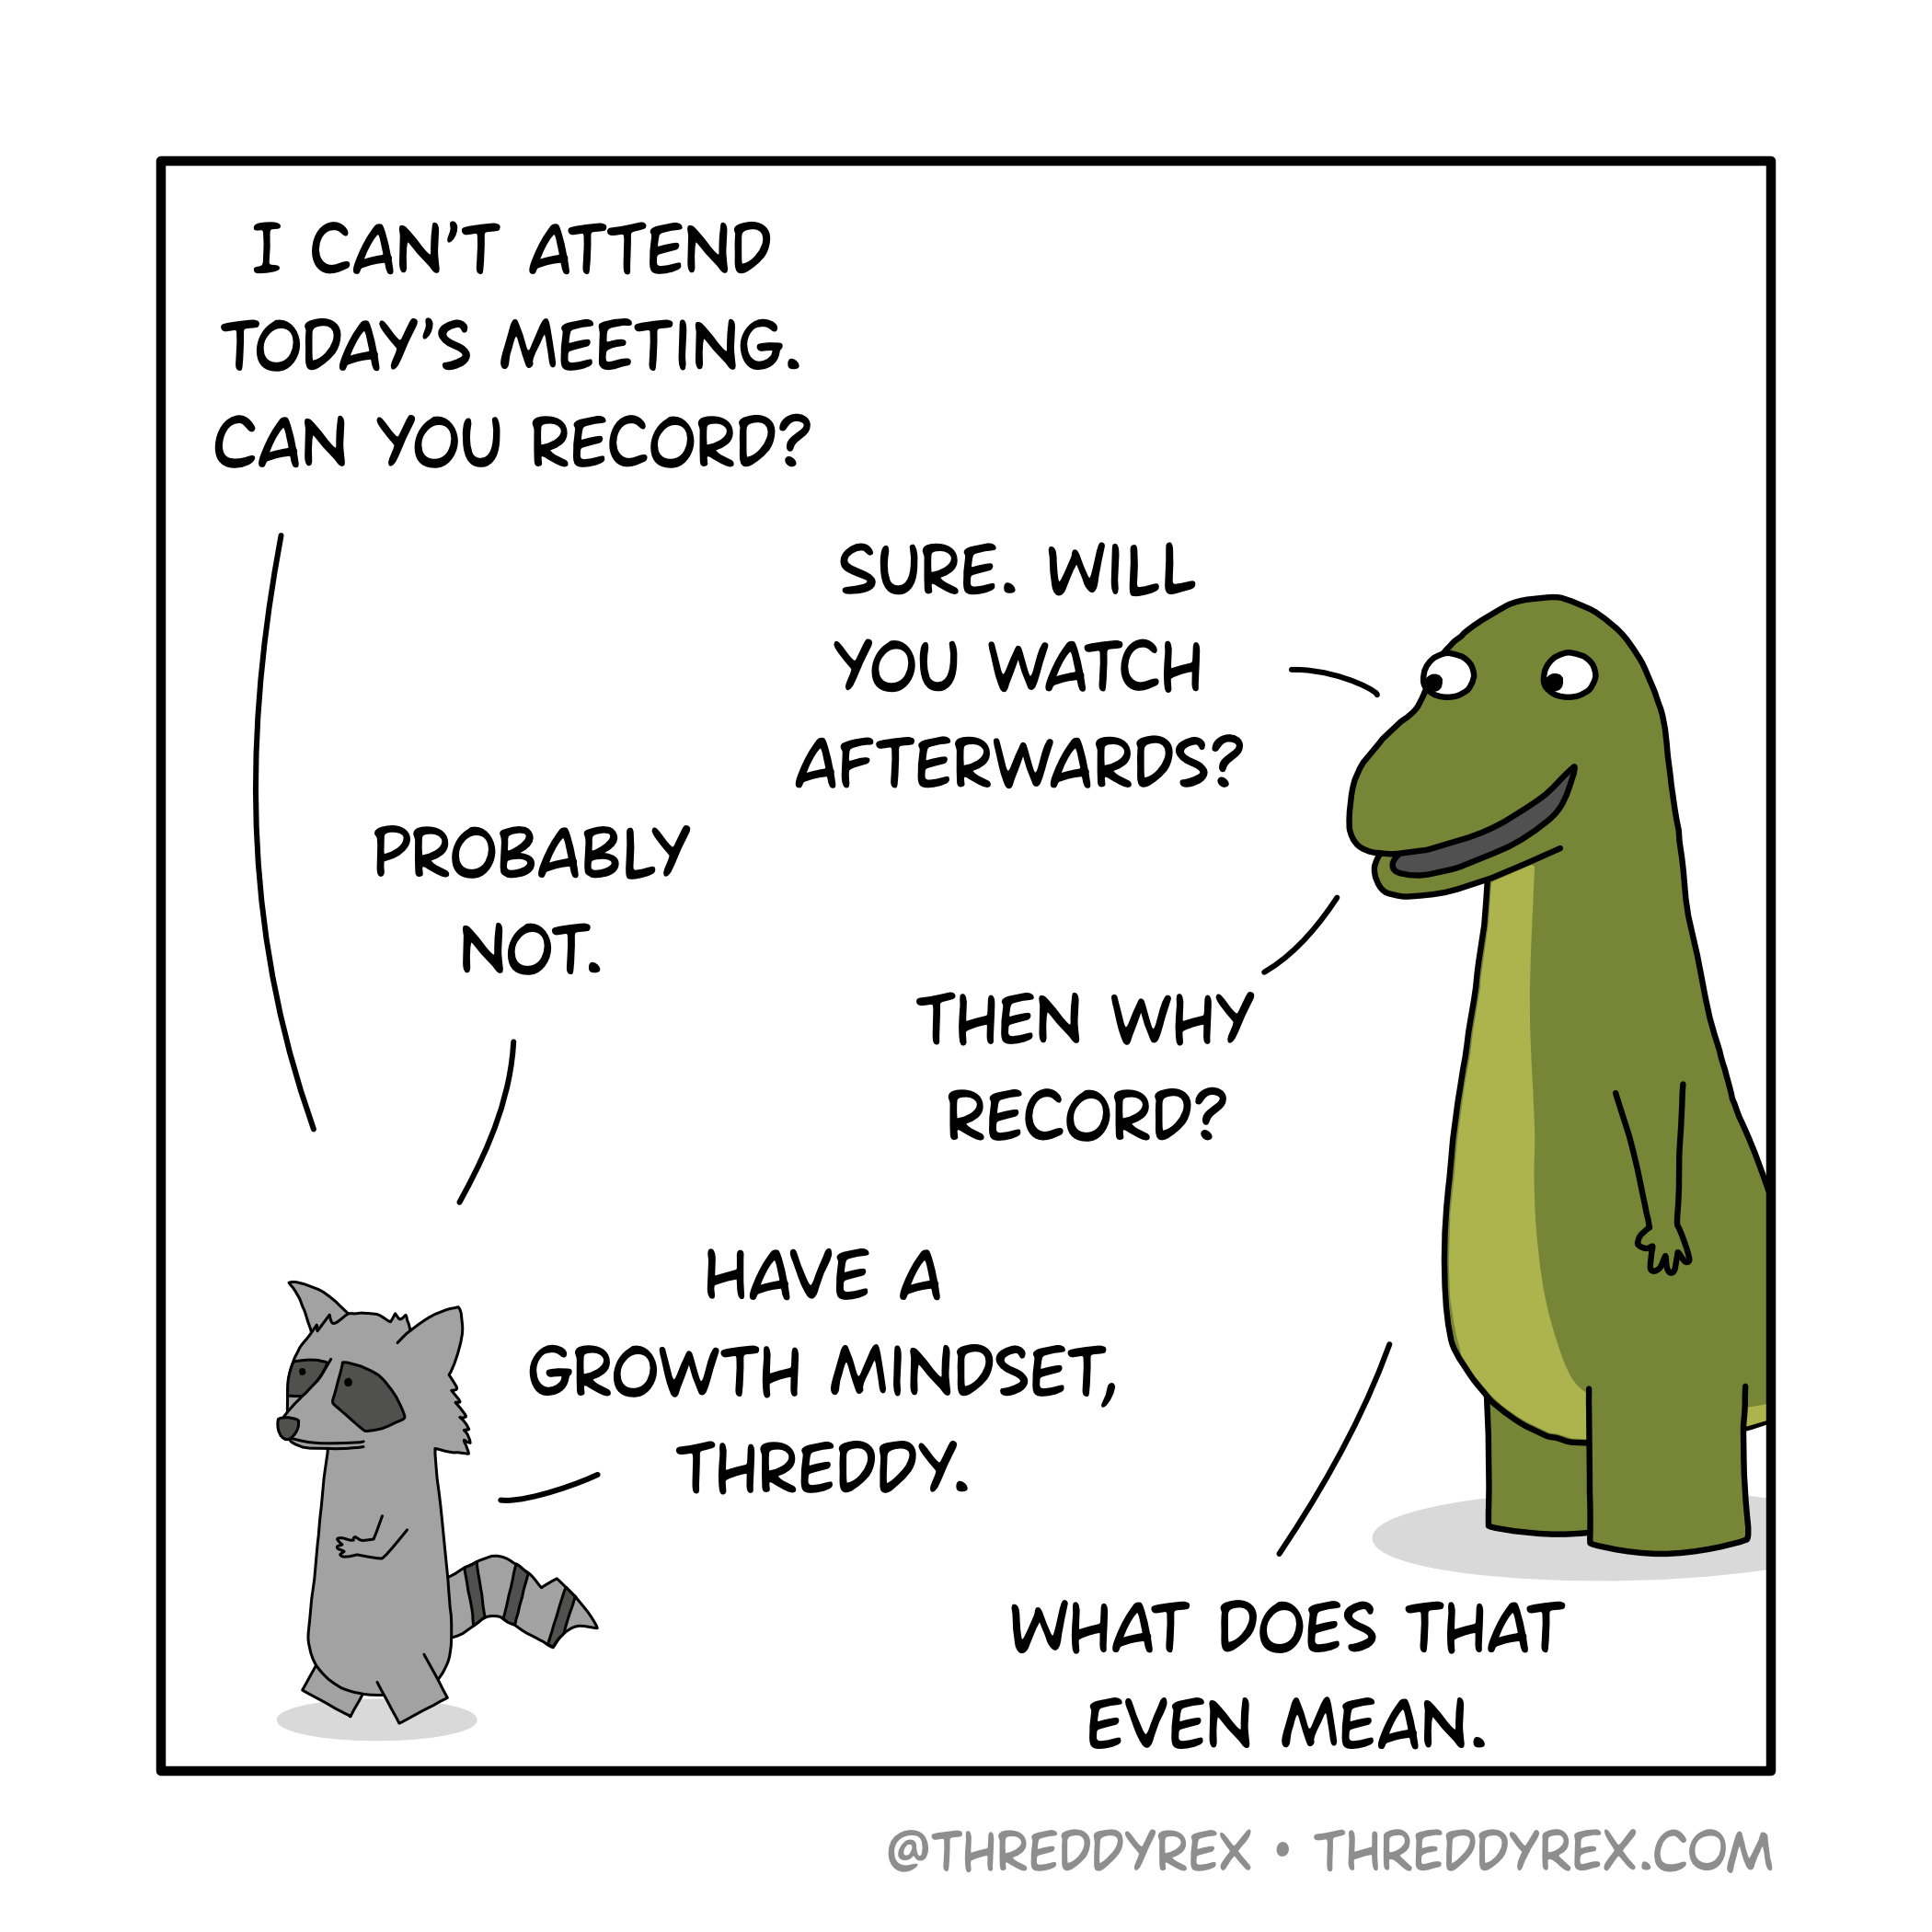 I CAN'T ATTEND
TODAY'S MEETING.
CAN YOU RECORD?
SURE. WILL
YOU WATCH
AFTERWARDS?
PROBABLY
NOT.
THEN WHY
RECORD?
HAVE A
GROWTH MINDSET,
THREDDY.
WHAT DOES THAT
EVEN MEAN.
@THREDDYREX • THREDDYREX.COM